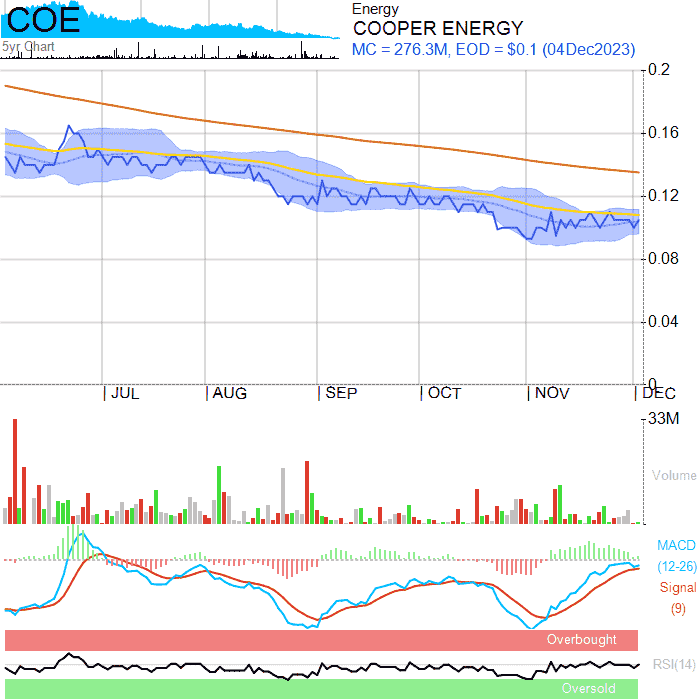 COE
5yr Chart
Energy
COOPER ENERGY
MC = 276.3M, EOD = $0.1 (04Dec2023)
0.2
0.16
0.12
0.08
0.04
0
JUL AUG SEP OCT NOV DEC
33M
Volume
MACD
(12-26)
Signal
(9)
Overbought
RSI(14)
Oversold